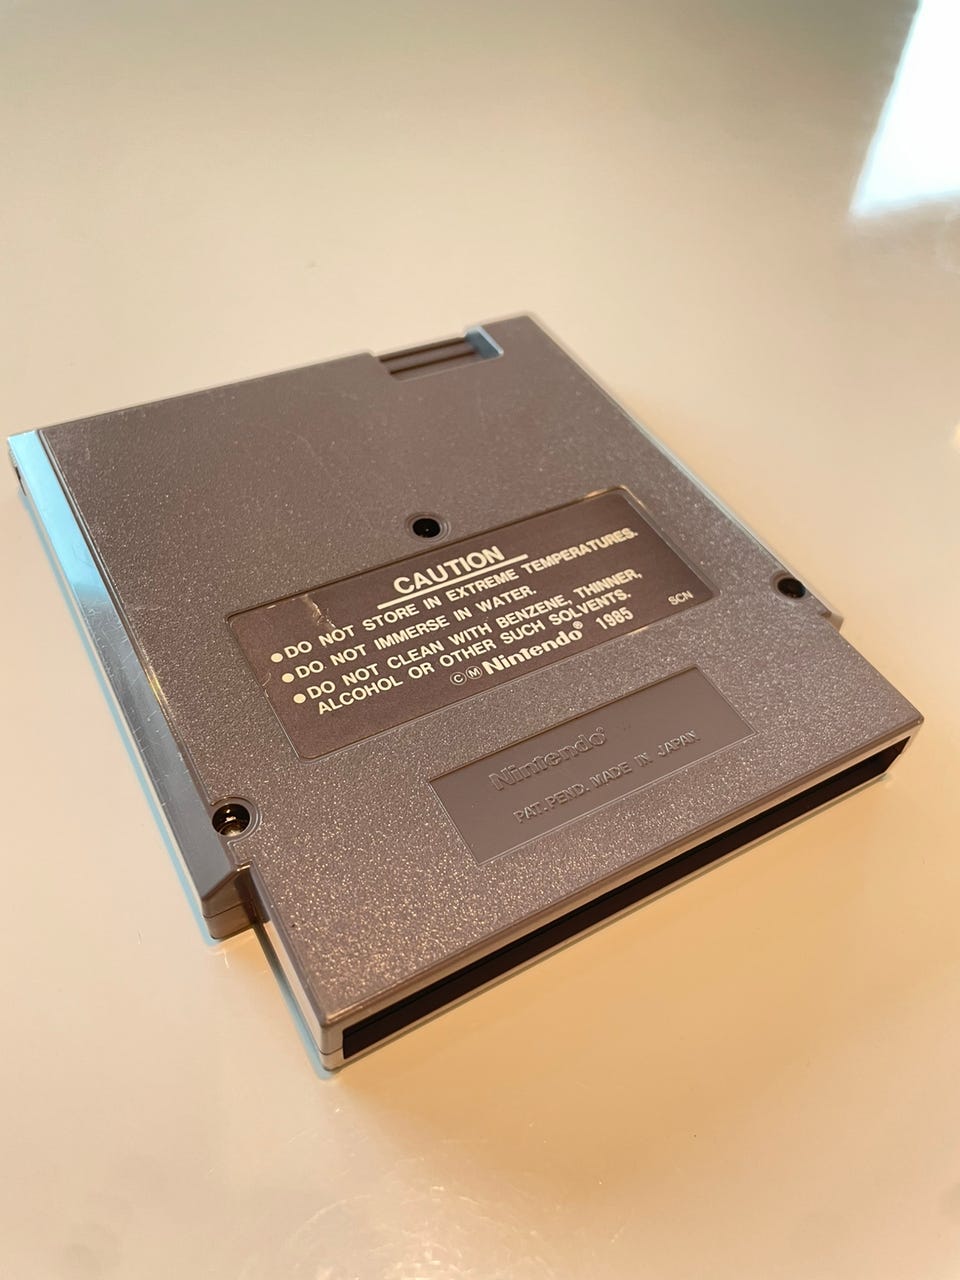 CAUTION
●DO NOT STORE IN EXTREME TEMPERATURES.
●DO NOT IMMERSE IN WATER.
●DO NOT CLEAN WITH BENZENE, THINNER,
ALCOHOL OR OTHER SUCH SOLVENTS.
ⒸⓂNintendo® 1985
SCN
Nintendo®
PAT. PEND. MADE IN JAPAN